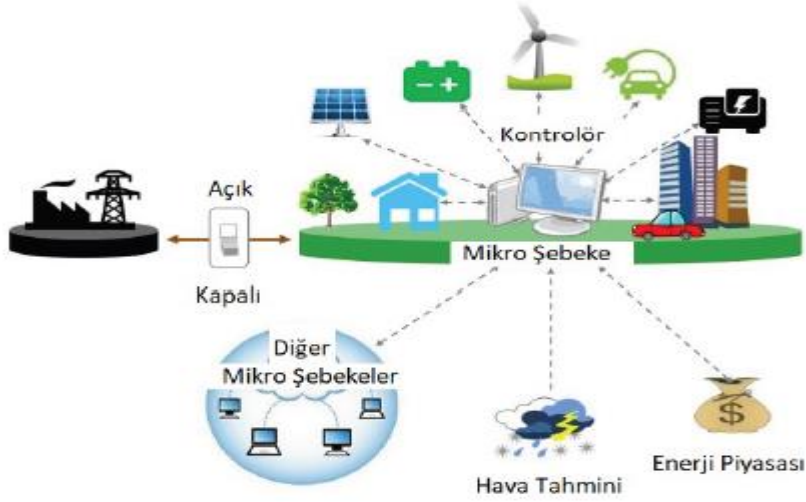 Kontrolör
Açık
Mikro Şebeke
Kapalı
Diğer
Mikro Şebekeler
Enerji Piyasası
Hava Tahmini